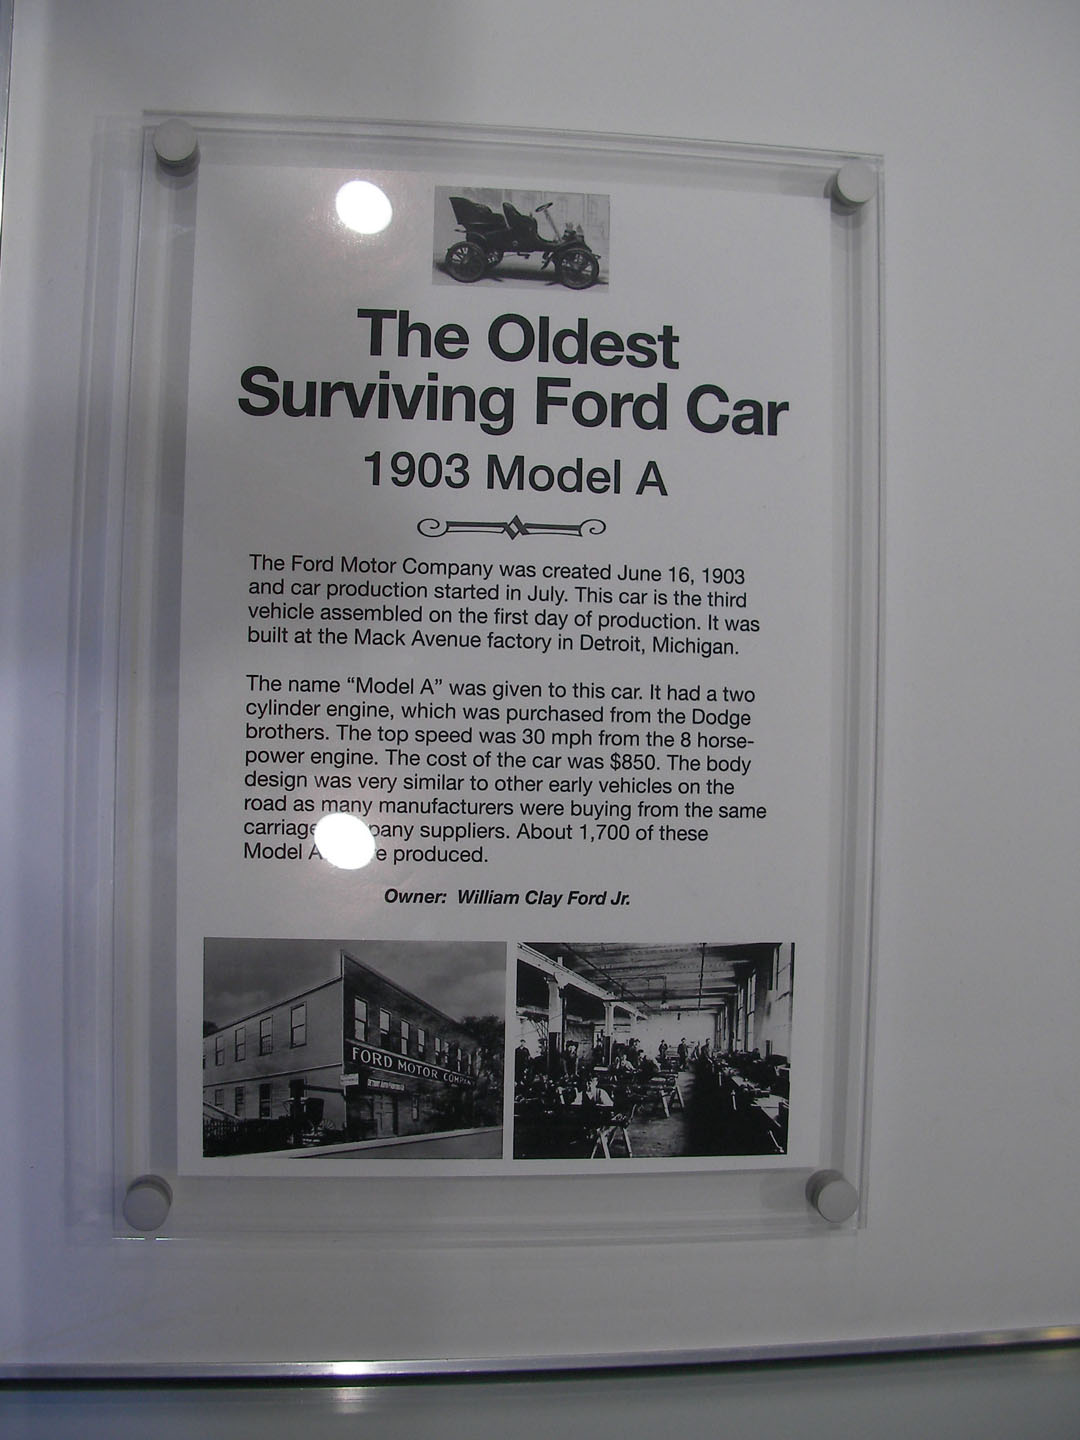 The Oldest
Surviving Ford Car
1903 Model A
The Ford Motor Company was created June 16, 1903
and car production started in July. This car is the third
vehicle assembled on the first day of production. It was
built at the Mack Avenue factory in Detroit, Michigan.
The name “Model A” was given to this car. It had a two
cylinder engine, which was purchased from the Dodge
brothers. The top speed was 30 mph from the 8 horse-
power engine. The cost of the car was $850. The body
design was very similar to other early vehicles on the
road as many manufacturers were buying from the same
carriage suppliers. About 1,700 of these
Model produced.
Owner: William Clay Ford Jr.
FORD MOTOR COMPANY